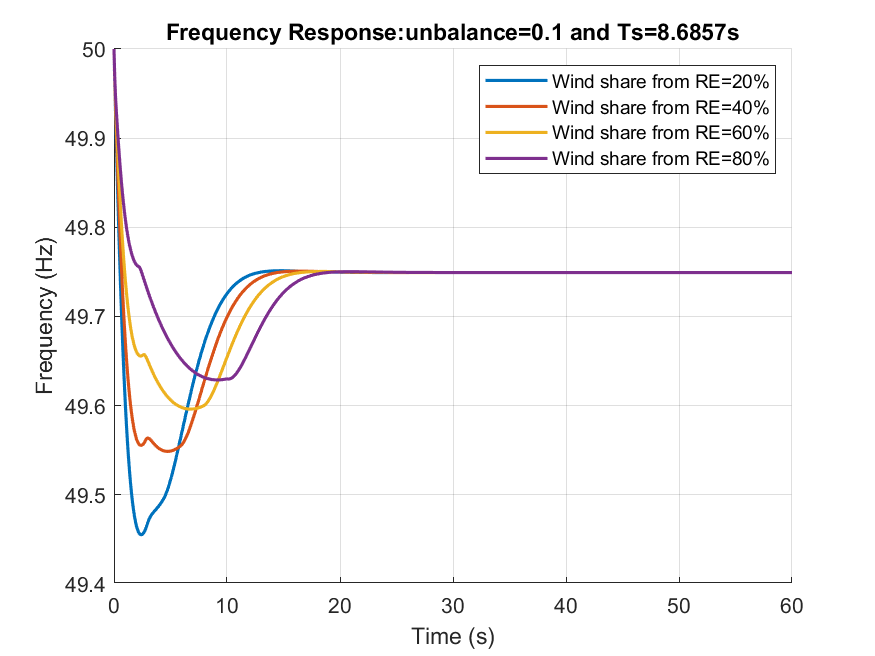 Frequency Response:unbalance=0.1 and Ts=8.6857s
Wind share from RE=20%
Wind share from RE=40%
Wind share from RE=60%
Wind share from RE=80%
Frequency (Hz)
50
49.9
49.8
49.7
49.6
49.5
49.4
0 10 20 30 40 50 60
Time (s)